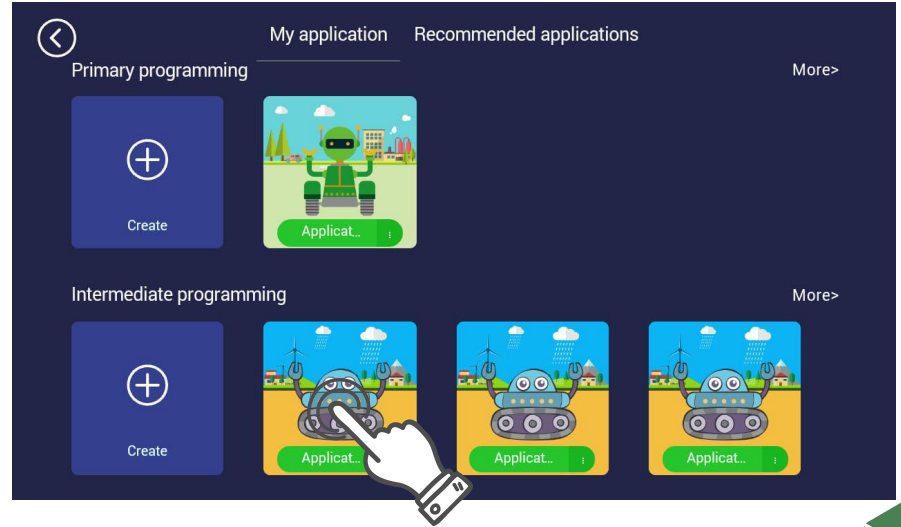 My application Recommended applications
Primary programming More>
Create
Applicat...
Intermediate programming More>
Create
Applicat...
Applicat...
Applicat...